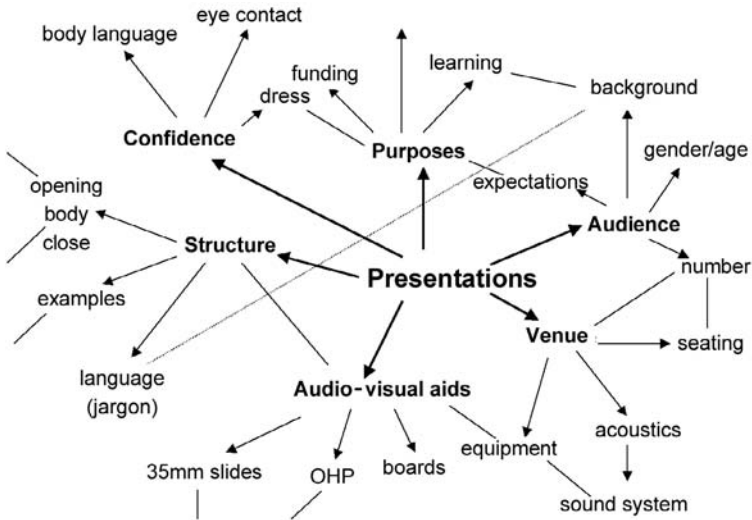 eye contact
body language
funding
learning
dress
background
Confidence
Purposes
gender/age
opening
expectations
body
Audience
close
Structure
Presentations
number
examples
Venue
seating
language
(jargon)
Audio-visual aids
acoustics
equipment
35mm slides
OHP
boards
sound system